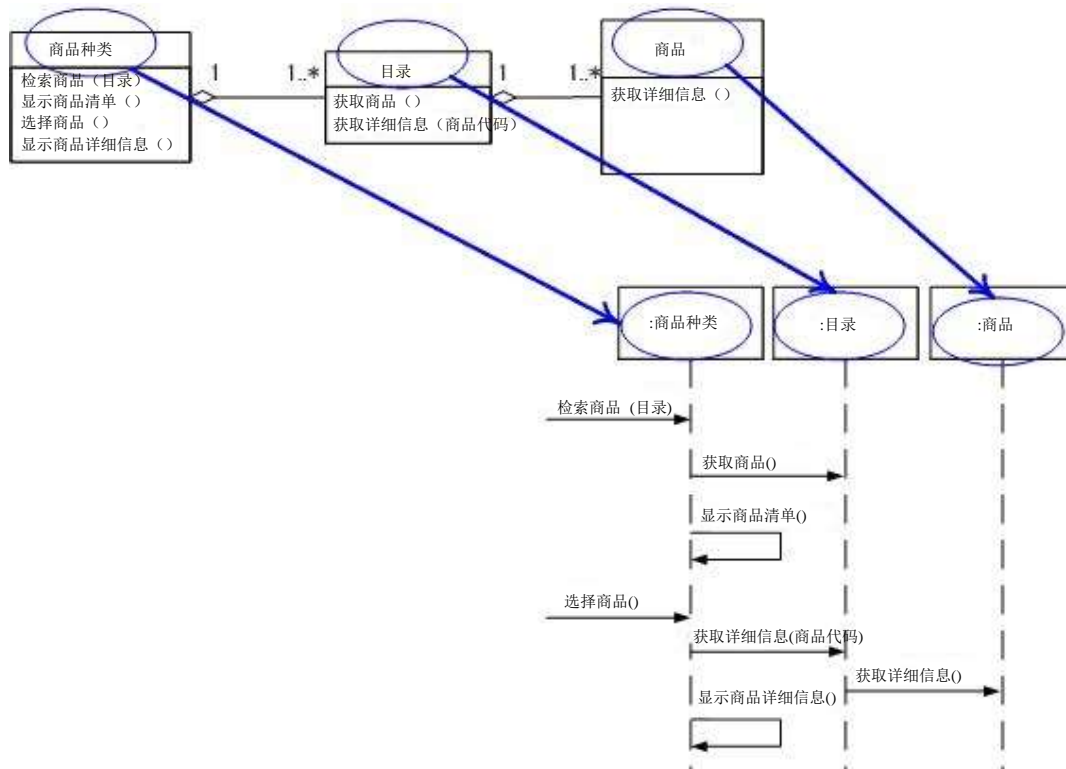 商品种类
检索商品（目录）
显示商品清单（）
选择商品（）
显示商品详细信息（）
1
1..*
目录
获取商品（）
获取详细信息（商品代码）
1
1..*
商品
获取详细信息（）
:商品种类
:目录
:商品
检索商品 (目录)
获取商品()
显示商品清单()
选择商品()
获取详细信息(商品代码)
获取详细信息()
显示商品详细信息()